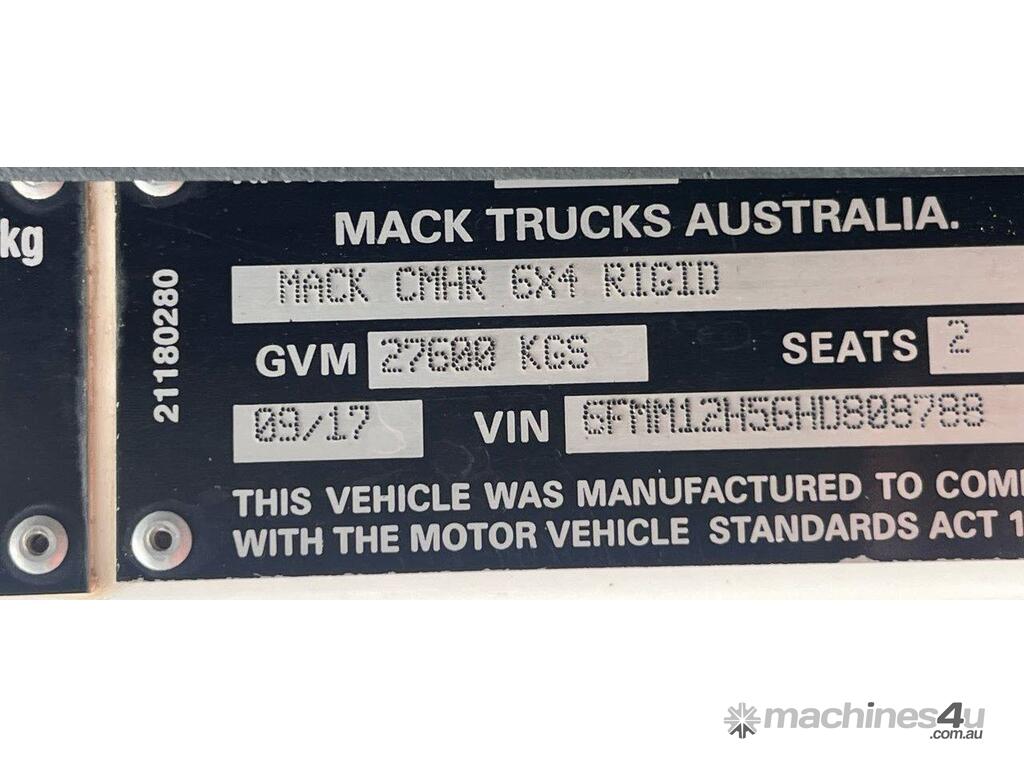 kg
21180280
MACK TRUCKS AUSTRALIA.
MACK CMHR 6X4 RIGID
GVM 27600 KGS SEATS 2
09/17 VIN 6FMM12H56HD808788
THIS VEHICLE WAS MANUFACTURED TO COM
WITH THE MOTOR VEHICLE STANDARDS ACT 1
machines4u
.com.au